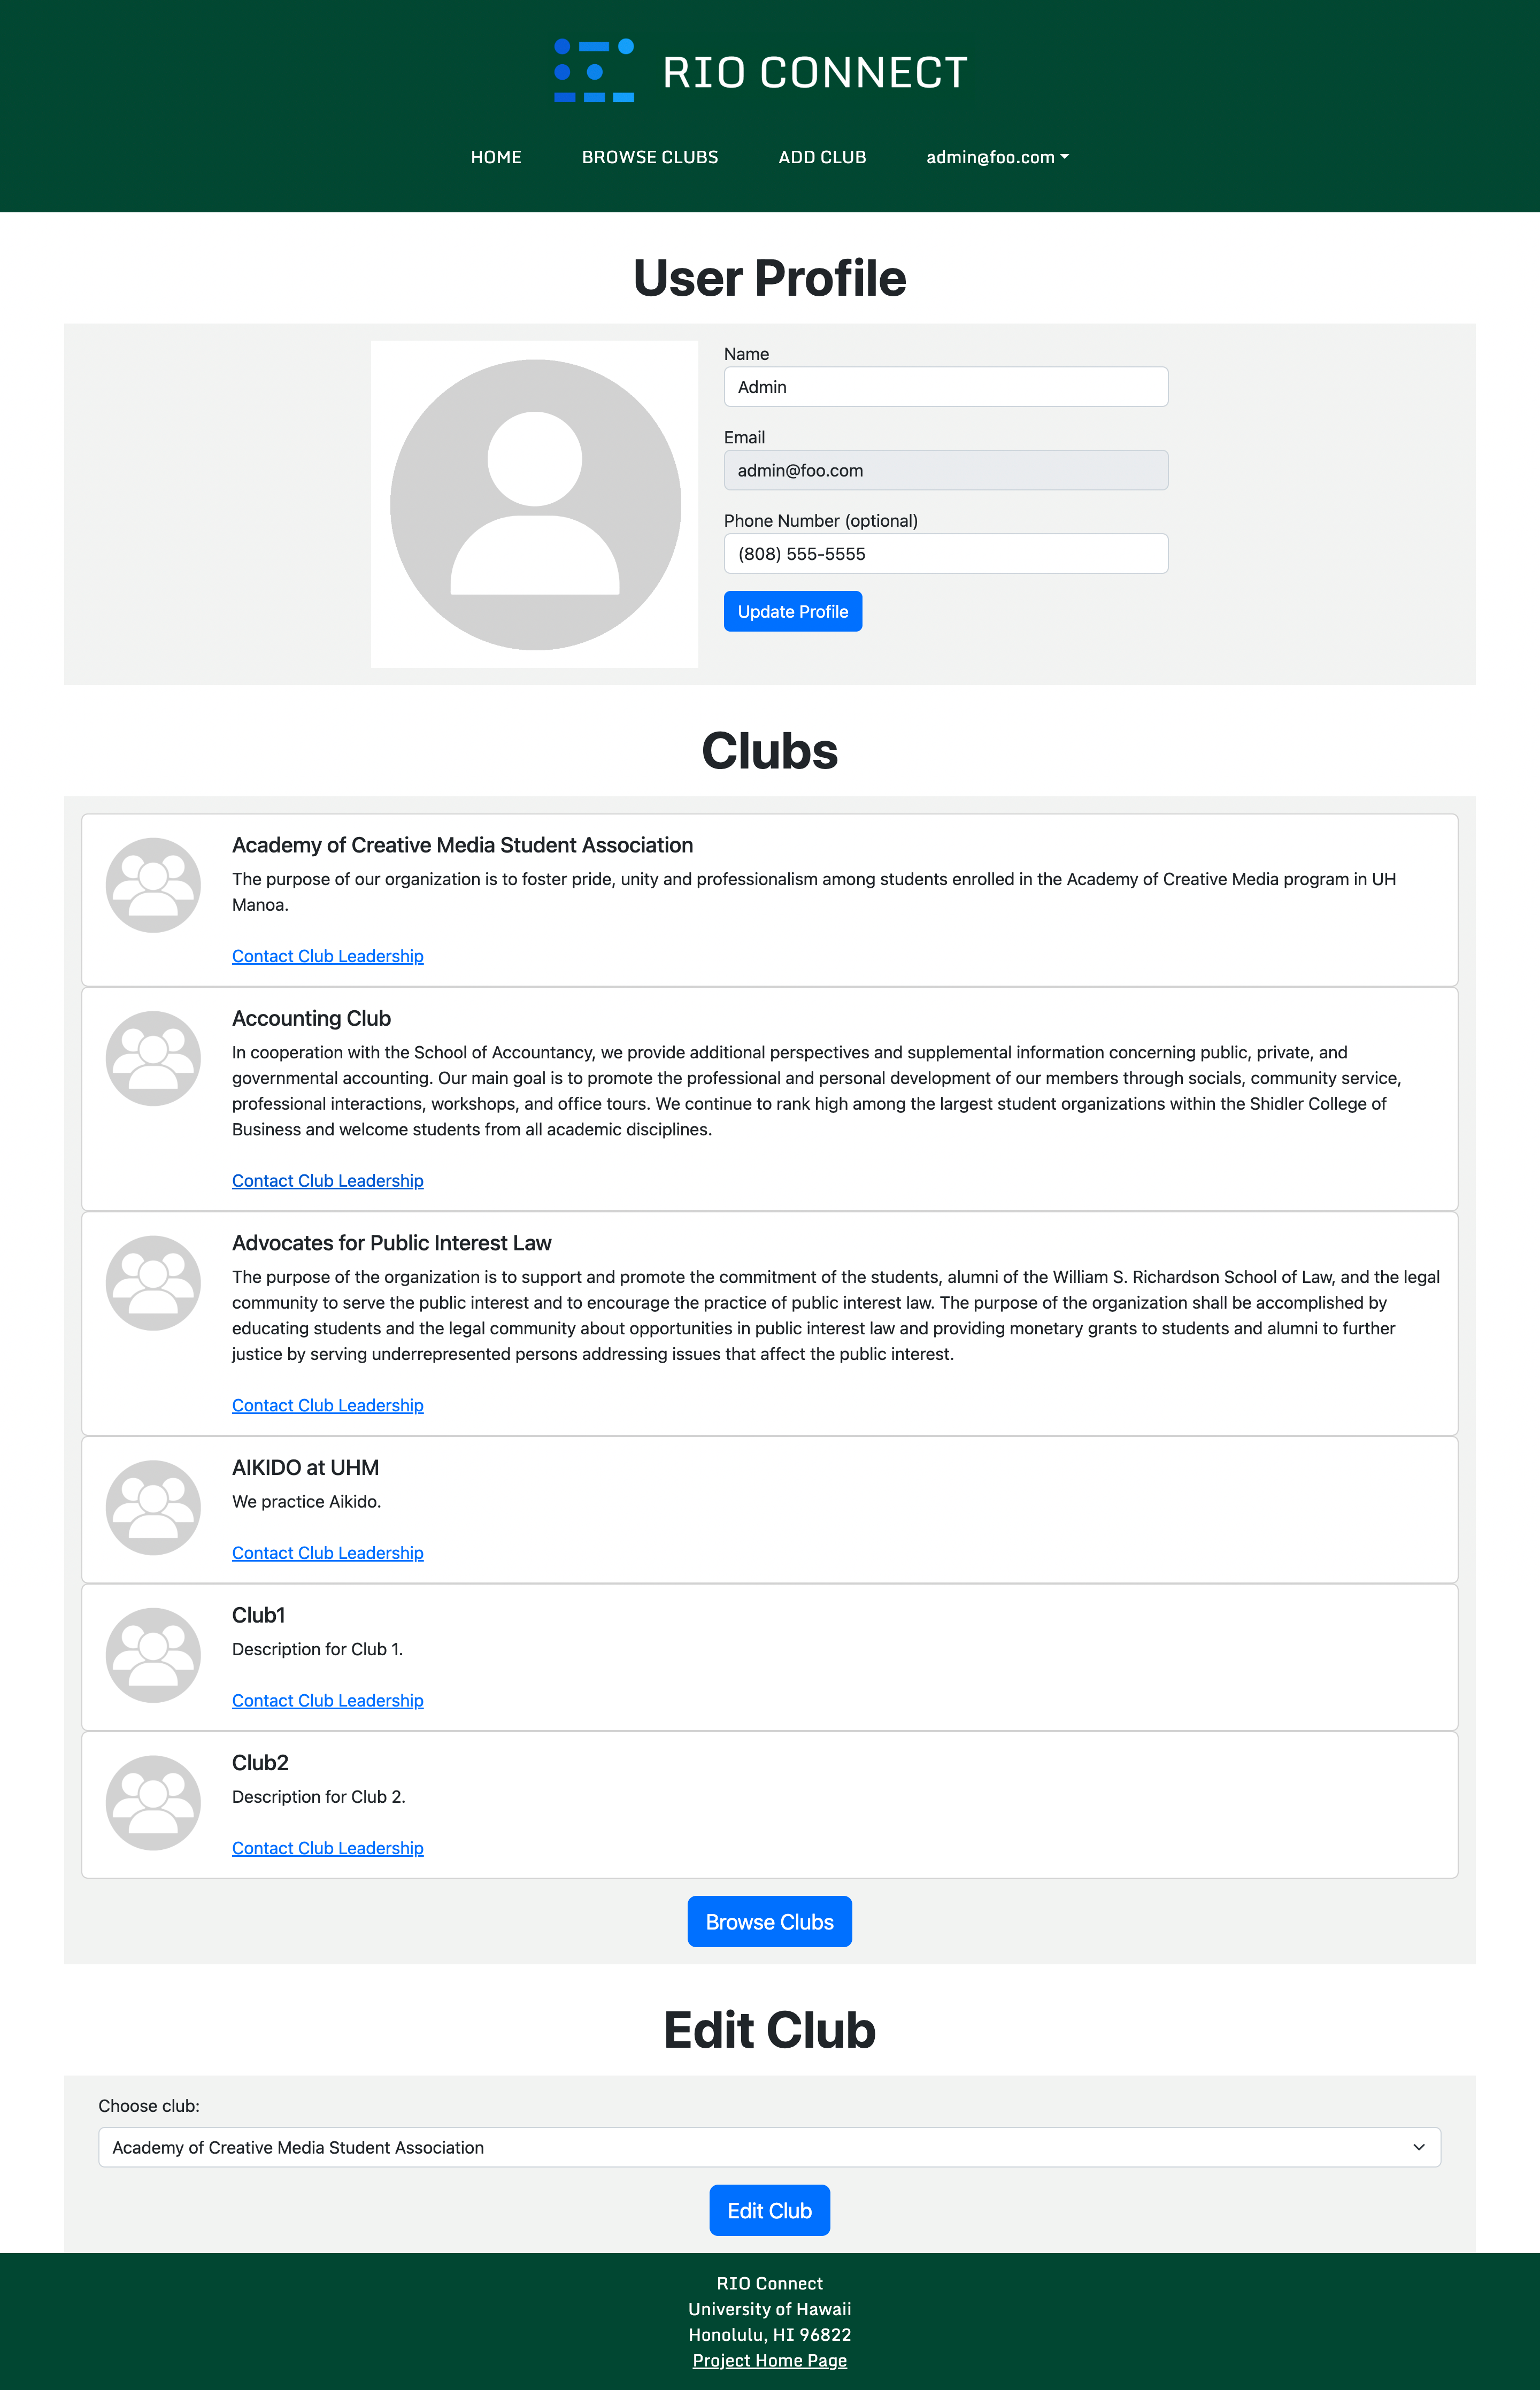 RIO CONNECT
HOME BROWSE CLUBS ADD CLUB admin@foo.com
User Profile
Name
Admin
Email
admin@foo.com
Phone Number (optional)
(808) 555-5555
Update Profile
Clubs
Academy of Creative Media Student Association
The purpose of our organization is to foster pride, unity and professionalism among students enrolled in the Academy of Creative Media program in UH
Manoa.
Contact Club Leadership
Accounting Club
In cooperation with the School of Accountancy, we provide additional perspectives and supplemental information concerning public, private, and
governmental accounting. Our main goal is to promote the professional and personal development of our members through socials, community service,
professional interactions, workshops, and office tours. We continue to rank high among the largest student organizations within the Shidler College of
Business and welcome students from all academic disciplines.
Contact Club Leadership
Advocates for Public Interest Law
The purpose of the organization is to support and promote the commitment of the students, alumni of the William S. Richardson School of Law, and the legal
community to serve the public interest and to encourage the practice of public interest law. The purpose of the organization shall be accomplished by
educating students and the legal community about opportunities in public interest law and providing monetary grants to students and alumni to further
justice by serving underrepresented persons addressing issues that affect the public interest.
Contact Club Leadership
AIKIDO at UHM
We practice Aikido.
Contact Club Leadership
Club1
Description for Club 1.
Contact Club Leadership
Club2
Description for Club 2.
Contact Club Leadership
Browse Clubs
Edit Club
Choose club:
Academy of Creative Media Student Association
Edit Club
RIO Connect
University of Hawaii
Honolulu, HI 96822
Project Home Page